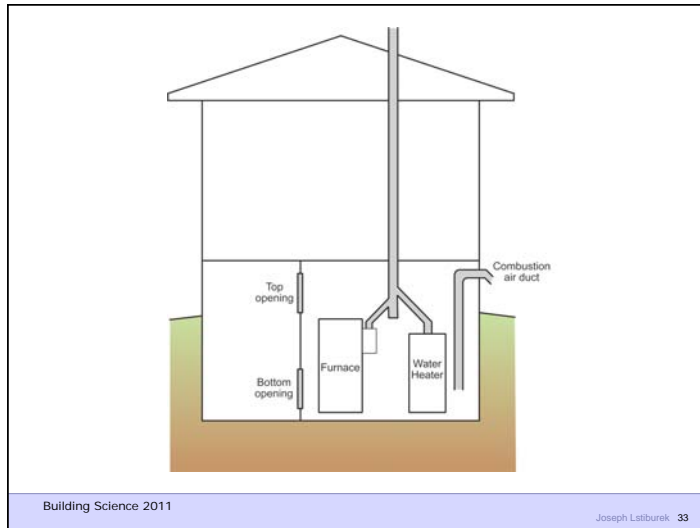 Combustion
air duct
Top
opening
Furnace
Water
Heater
Bottom
opening
Building Science 2011
Joseph Lstiburek 33